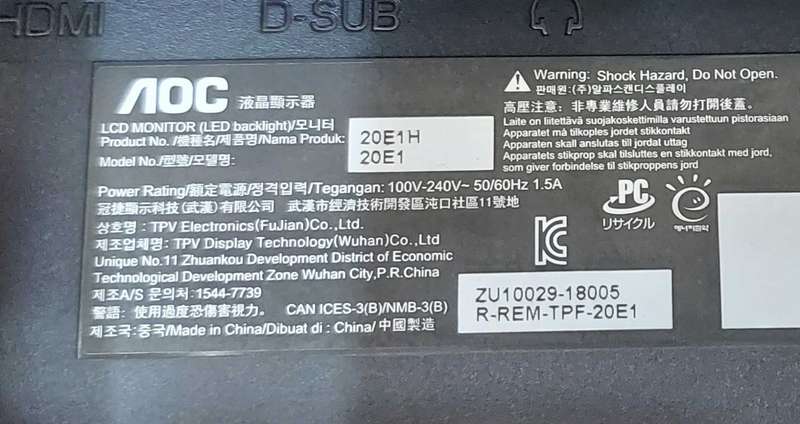 HDMI
D-SUB
AOC 液晶顯示器
LCD MONITOR (LED backlight)/모니터
Product No./機種名/제품명/Nama Produk: 20E1H
Model No./型號/모델명: 20E1
Power Rating/額定電源/정격입력/Tegangan: 100V-240V~ 50/60Hz 1.5A
冠捷顯示科技(武漢)有限公司 武漢市經濟技術開發區沌口社區11號地
상호명 : TPV Electronics(FuJian)Co.,Ltd.
제조업체명: TPV Display Technology(Wuhan)Co.,Ltd
Unique No.11 Zhuankou Development District of Economic
Technological Development Zone Wuhan City,P.R.China
제조A/S 문의처: 1544-7739
警語: 使用過度恐傷害視力。 CAN ICES-3(B)/NMB-3(B)
제조국: 중국/Made in China/Dibuat di : China/ 中國製造
Warning: Shock Hazard, Do Not Open.
판매원:(주)알파스캔디스플레이
高壓注意: 非專業維修人員請勿打開後蓋。
Laite on liitettävä suojakoskettimilla varustettuun pistorasiaan
Apparatet må tilkoples jordet stikkontakt
Apparaten skall anslutas till jordat uttag
Apparatets stikprop skal tilsluttes en stikkontakt med jord,
som giver forbindelse til stikproppens jord
PC
リサイクル
에너지절약
ZU10029-18005
R-REM-TPF-20E1